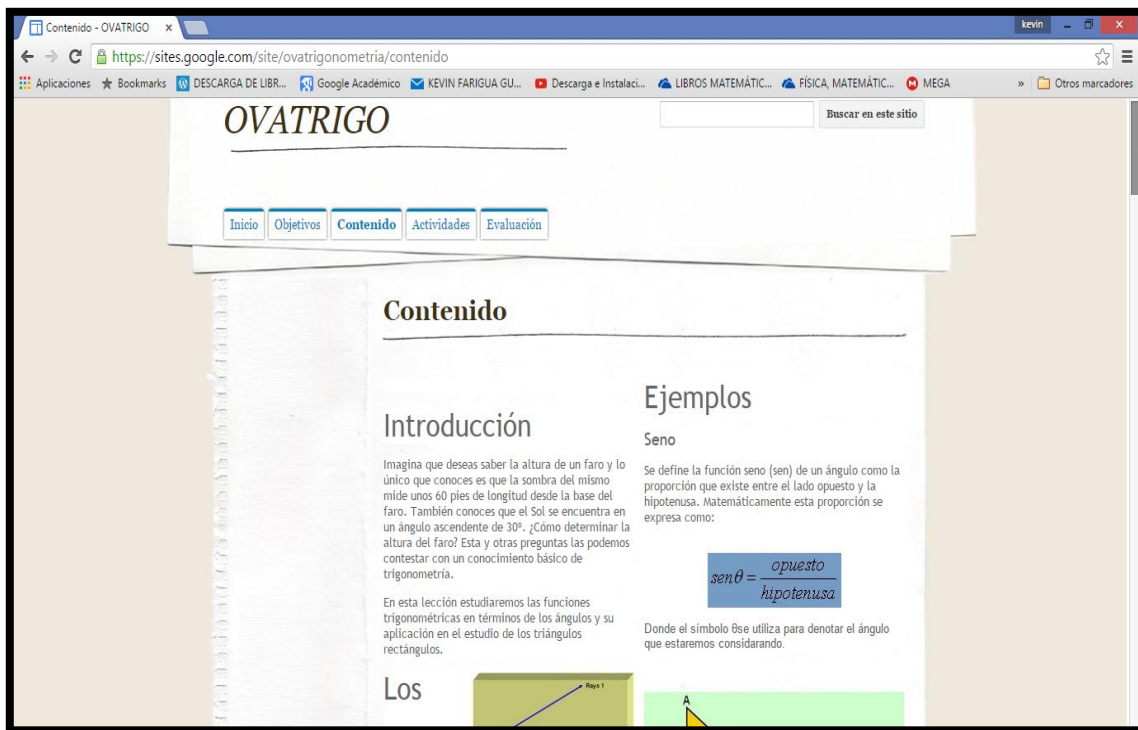 Contenido - OVATRIGO
kevin
https://sites.google.com/site/ovatrigonometria/contenido
Aplicaciones
Bookmarks
DESCARGA DE LIBR...
Google Académico
KEVIN FARIGUA GU...
Descarga e Instalaci...
LIBROS MATEMÁTIC...
FÍSICA, MATEMÁTIC...
MEGA
»
Otros marcadores
OVATRIGO
Buscar en este sitio
Inicio
Objetivos
Contenido
Actividades
Evaluación
Contenido
Introducción
Imagina que deseas saber la altura de un faro y lo
único que conoces es que la sombra del mismo
mide unos 60 pies de longitud desde la base del
faro. También conoces que el Sol se encuentra en
un ángulo ascendente de 30º. ¿Cómo determinar la
altura del faro? Esta y otras preguntas las podemos
contestar con un conocimiento básico de
trigonometría.
En esta lección estudiaremos las funciones
trigonométricas en términos de los ángulos y su
aplicación en el estudio de los triángulos
rectángulos.
Los
Rayo 1
Ejemplos
Seno
Se define la función seno (sen) de un ángulo como la
proporción que existe entre el lado opuesto y la
hipotenusa. Matemáticamente esta proporción se
expresa como:
senθ = opuesto
hipotenusa
Donde el símbolo θse utiliza para denotar el ángulo
que estaremos considarando.
A